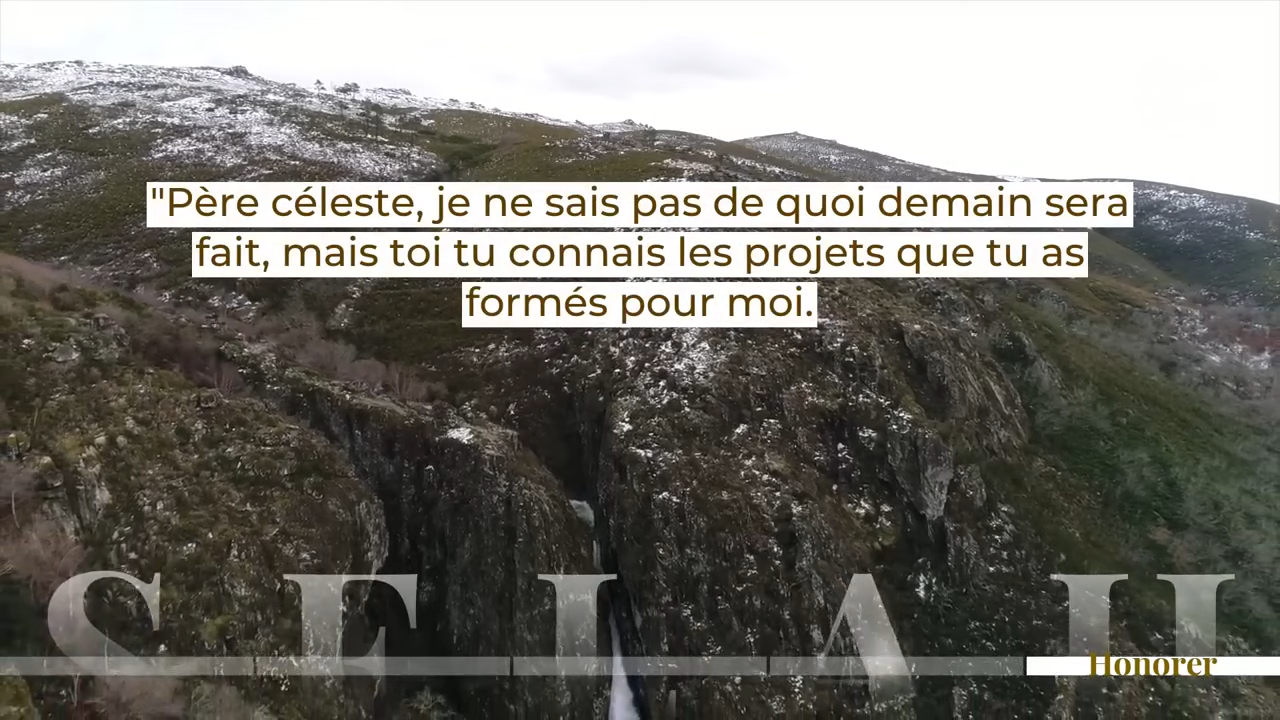 "Père céleste, je ne sais pas de quoi demain sera
fait, mais toi tu connais les projets que tu as
formés pour moi.
SELAH
Honorer